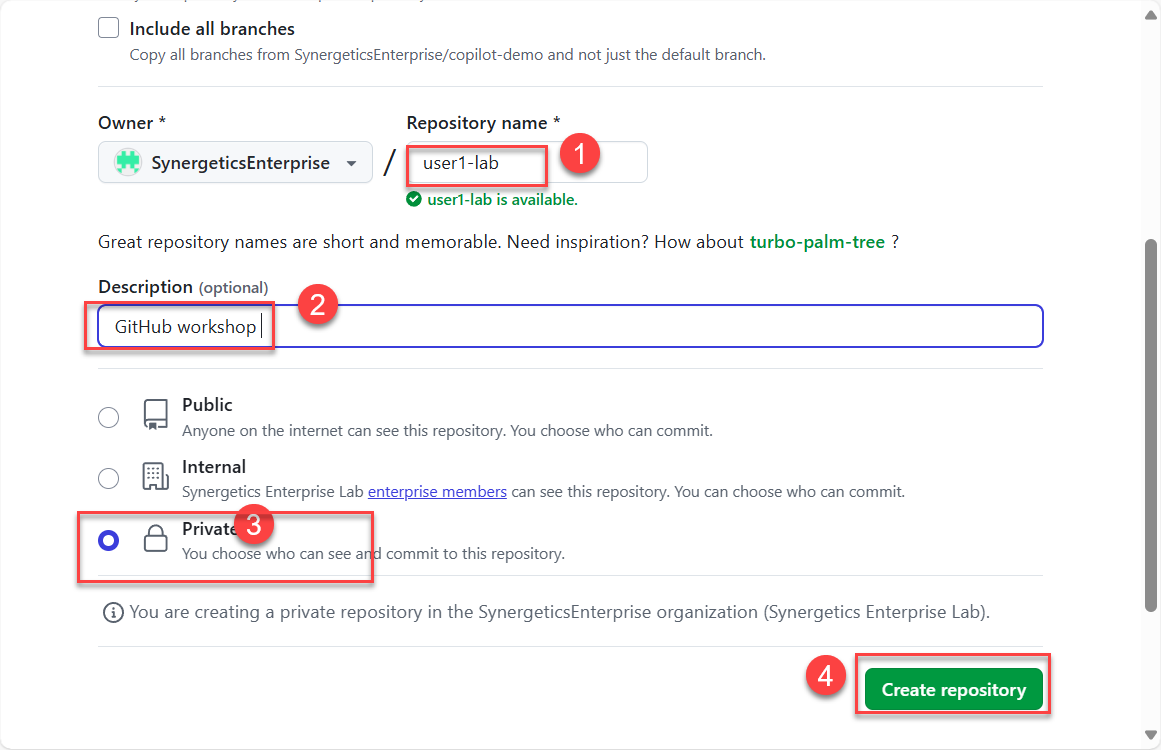 Include all branches
Copy all branches from SynergeticsEnterprise/copilot-demo and not just the default branch.
Owner * Repository name *
SynergeticsEnterprise / user1-lab 1
user1-lab is available.
Great repository names are short and memorable. Need inspiration? How about turbo-palm-tree ?
Description (optional) 2
GitHub workshop
Public
Anyone on the internet can see this repository. You choose who can commit.
Internal
Synergetics Enterprise Lab enterprise members can see this repository. You can choose who can commit.
Private 3
You choose who can see and commit to this repository.
You are creating a private repository in the SynergeticsEnterprise organization (Synergetics Enterprise Lab).
4 Create repository